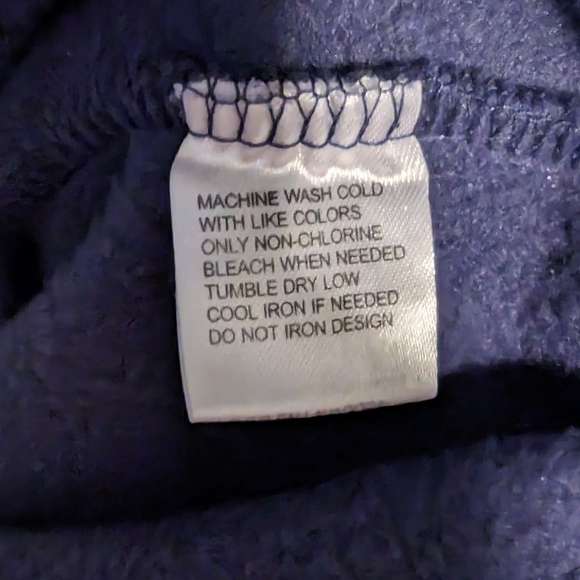 MACHINE WASH COLD
WITH LIKE COLORS
ONLY NON-CHLORINE
BLEACH WHEN NEEDED
TUMBLE DRY LOW
COOL IRON IF NEEDED
DO NOT IRON DESIGN